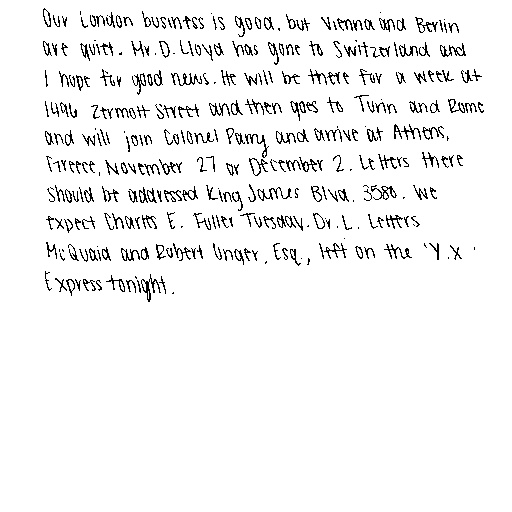 Our London business is good, but Vienna and Berlin
are quiet. Mr. D. Lloyd has gone to Switzerland and
I hope for good news. He will be there for a week at
1496 Zermott Street and then goes to Turin and Rome
and will join Colonel Parry and arrive at Athens,
Greece, November 27 or December 2. Letters there
should be addressed King James Blvd. 3580. We
expect Charles E. Fuller Tuesday. Dr. L. Letters
McQuaid and Robert Unger, Esq., left on the 'Y.X'
Express tonight.